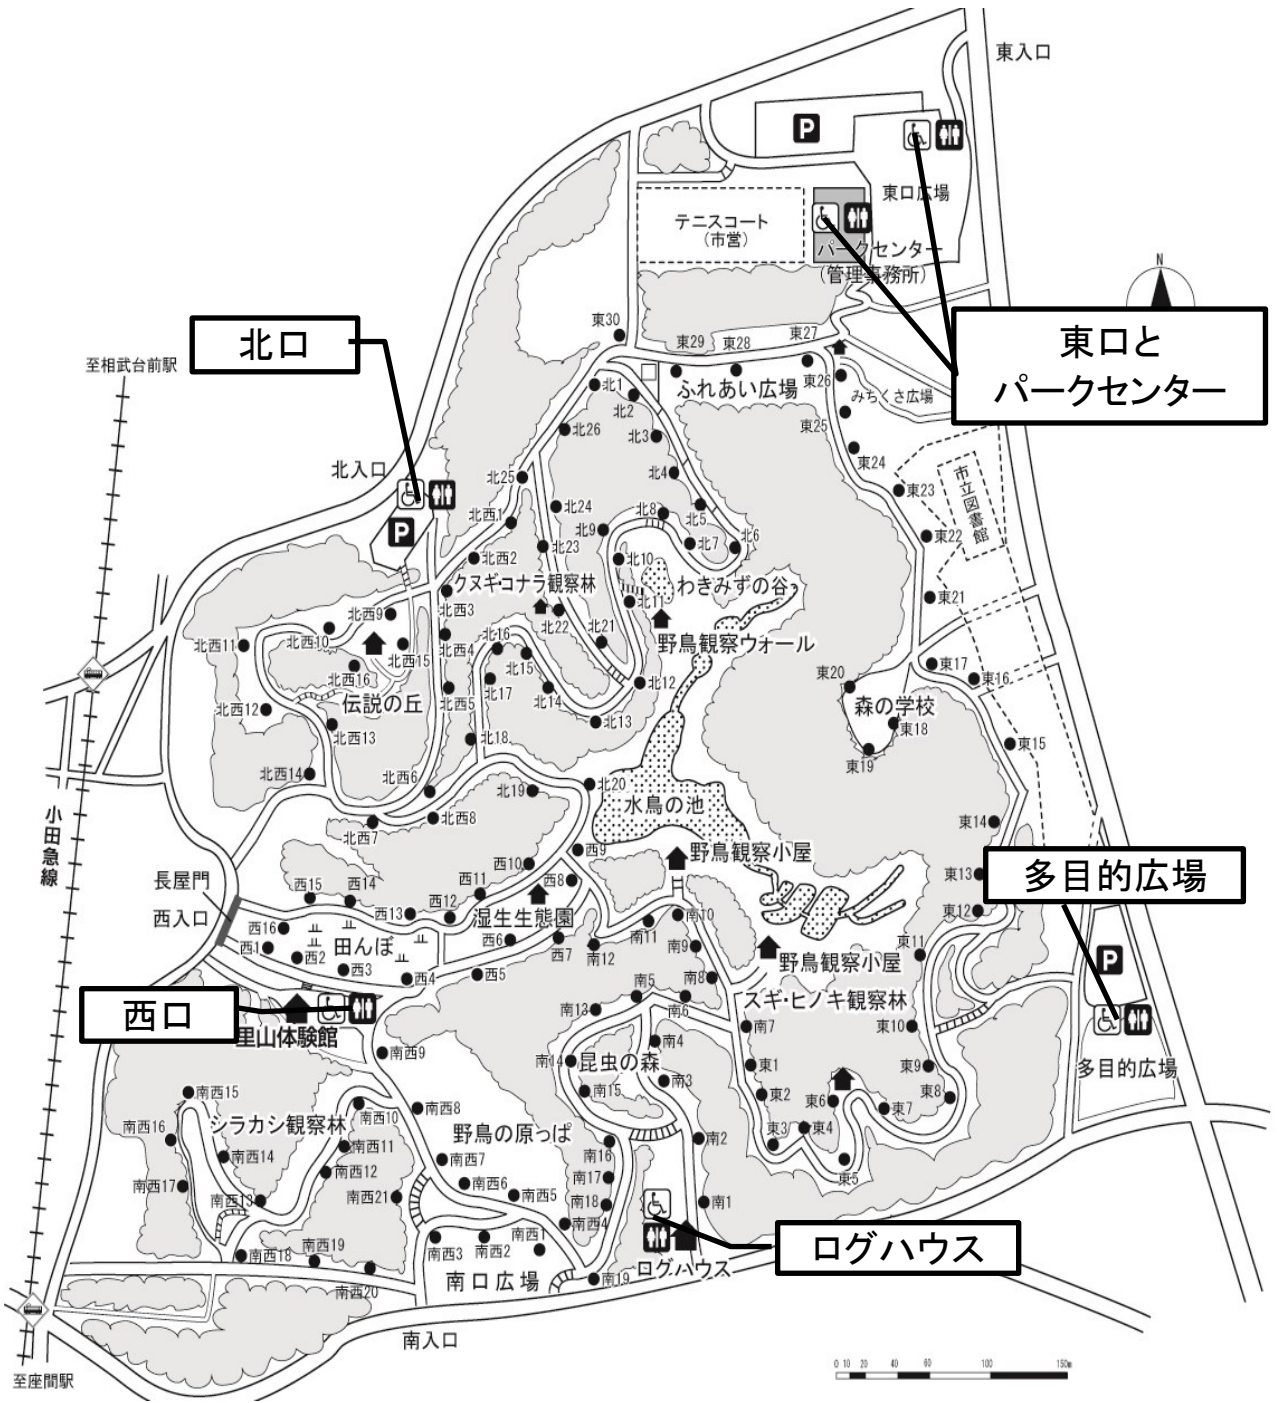 東入口
P
東口広場
テニスコート
（市営）
パークセンター
（管理事務所）
N
東口と
パークセンター
北口
至相武台前駅
東30
東29
東28
東27
東26
ふれあい広場
みちくさ広場
東25
東24
東23
東22
東21
市立図書館
北1
北2
北3
北4
北5
北6
北7
北8
北9
北10
北11
北12
北13
北14
北15
北16
北17
北18
北19
北20
北21
北22
北23
北24
北25
北26
北入口
P
北西1
北西2
クヌギ・コナラ観察林
北西3
北西4
北西5
北西6
北西7
北西8
北西9
北西10
北西11
北西12
北西13
北西14
北西15
北西16
伝説の丘
わきみずの谷
野鳥観察ウォール
東20
東17
東16
森の学校
東18
東19
東15
東14
東13
東12
東11
東10
水鳥の池
野鳥観察小屋
多目的広場
P
多目的広場
小田急線
長屋門
西入口
西15
西14
西13
西12
西11
西10
西9
西8
湿生生態園
西16
西1
西2
西3
西4
西5
西6
西7
田んぼ
南12
南11
南10
南9
南8
野鳥観察小屋
スギ・ヒノキ観察林
西口
里山体験館
南13
南5
南6
南7
南4
南14
昆虫の森
南3
南15
南2
南16
南17
南18
南1
東1
東2
東3
東4
東5
東6
東7
東8
東9
南西9
南西8
南西7
南西6
南西5
南西4
南西15
南西16
シラカシ観察林
南西10
南西11
南西14
南西12
南西17
南西13
南西21
野鳥の原っぱ
南西18
南西19
南西20
南西3
南西2
南西1
南口広場
南19
ログハウス
ログハウス
南入口
至座間駅
0 10 20 40 60 100 150m